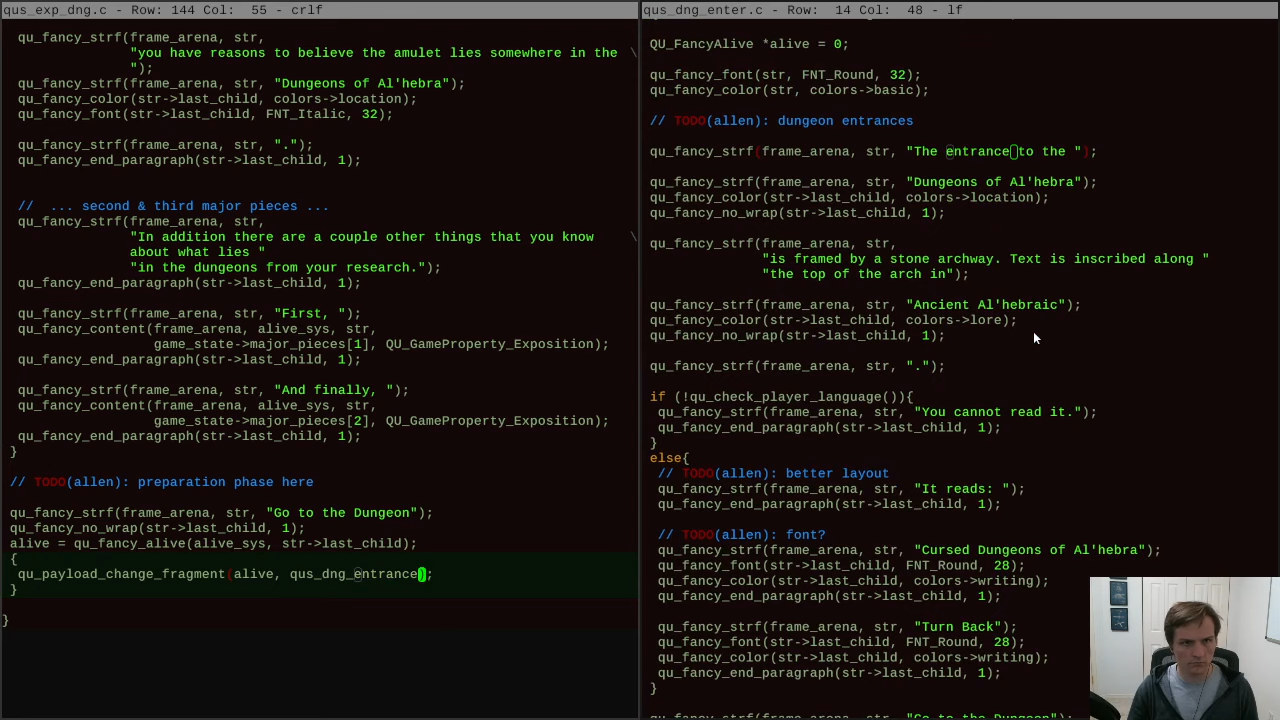 qus_exp_dng.c - Row: 144 Col:  55 - crlf
qu_fancy_strf(frame_arena, str,
"you have reasons to believe the amulet lies somewhere in the \
");
qu_fancy_strf(frame_arena, str, "Dungeons of Al'hebra");
qu_fancy_color(str->last_child, colors->location);
qu_fancy_font(str->last_child, FNT_Italic, 32);
qu_fancy_strf(frame_arena, str, ".");
qu_fancy_end_paragraph(str->last_child, 1);
//  ... second & third major pieces ...
qu_fancy_strf(frame_arena, str,
"In addition there are a couple other things that you know \
about what lies "
"in the dungeons from your research.");
qu_fancy_end_paragraph(str->last_child, 1);
qu_fancy_strf(frame_arena, str, "First, ");
qu_fancy_content(frame_arena, alive_sys, str,
game_state->major_pieces[1], QU_GameProperty_Exposition);
qu_fancy_end_paragraph(str->last_child, 1);
qu_fancy_strf(frame_arena, str, "And finally, ");
qu_fancy_content(frame_arena, alive_sys, str,
game_state->major_pieces[2], QU_GameProperty_Exposition);
qu_fancy_end_paragraph(str->last_child, 1);
}
// TODO(allen): preparation phase here
qu_fancy_strf(frame_arena, str, "Go to the Dungeon");
qu_fancy_no_wrap(str->last_child, 1);
alive = qu_fancy_alive(alive_sys, str->last_child);
{
qu_payload_change_fragment(alive, qus_dng_entrance);
}
}
qus_dng_enter.c - Row:  14 Col:  48 - lf
QU_FancyAlive *alive = 0;
qu_fancy_font(str, FNT_Round, 32);
qu_fancy_color(str, colors->basic);
// TODO(allen): dungeon entrances
qu_fancy_strf(frame_arena, str, "The entrance to the ");
qu_fancy_strf(frame_arena, str, "Dungeons of Al'hebra");
qu_fancy_color(str->last_child, colors->location);
qu_fancy_no_wrap(str->last_child, 1);
qu_fancy_strf(frame_arena, str,
"is framed by a stone archway. Text is inscribed along "
"the top of the arch in");
qu_fancy_strf(frame_arena, str, "Ancient Al'hebraic");
qu_fancy_color(str->last_child, colors->lore);
qu_fancy_no_wrap(str->last_child, 1);
qu_fancy_strf(frame_arena, str, ".");
if (!qu_check_player_language()){
qu_fancy_strf(frame_arena, str, "You cannot read it.");
qu_fancy_end_paragraph(str->last_child, 1);
}
else{
// TODO(allen): better layout
qu_fancy_strf(frame_arena, str, "It reads: ");
qu_fancy_end_paragraph(str->last_child, 1);
// TODO(allen): font?
qu_fancy_strf(frame_arena, str, "Cursed Dungeons of Al'hebra");
qu_fancy_font(str->last_child, FNT_Round, 28);
qu_fancy_color(str->last_child, colors->writing);
qu_fancy_end_paragraph(str->last_child, 1);
qu_fancy_strf(frame_arena, str, "Turn Back");
qu_fancy_font(str->last_child, FNT_Round, 28);
qu_fancy_color(str->last_child, colors->writing);
qu_fancy_end_paragraph(str->last_child, 1);
}